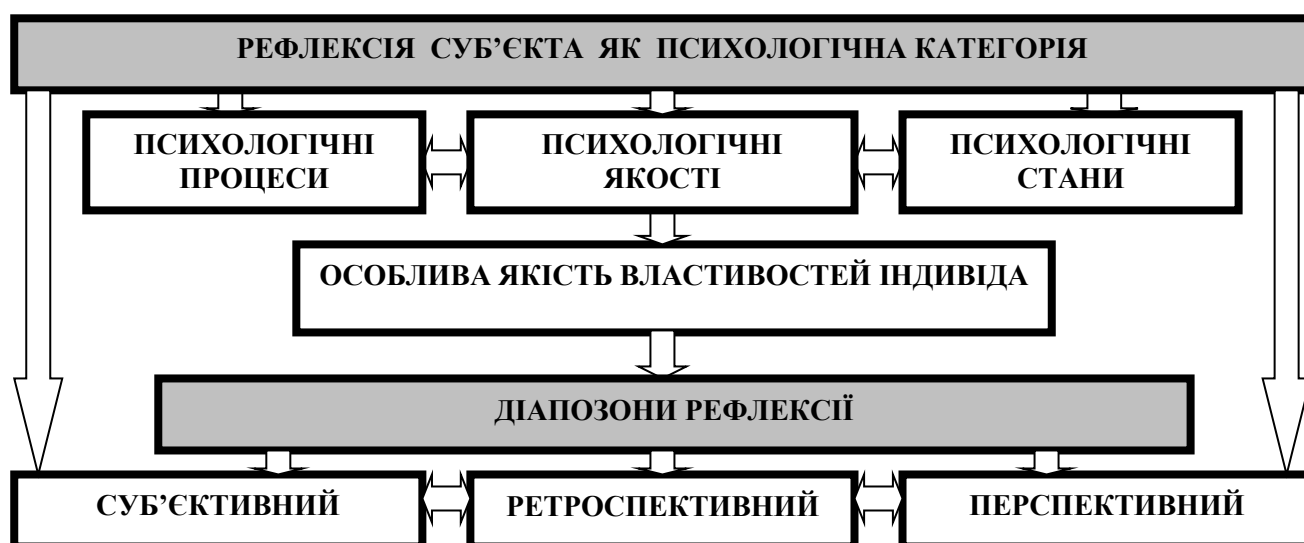 РЕФЛЕКСІЯ СУБ’ЄКТА ЯК ПСИХОЛОГІЧНА КАТЕГОРІЯ
ПСИХОЛОГІЧНІ
ПРОЦЕСИ
ПСИХОЛОГІЧНІ
ЯКОСТІ
ПСИХОЛОГІЧНІ
СТАНИ
ОСОБЛИВА ЯКІСТЬ ВЛАСТИВОСТЕЙ ІНДИВІДА
ДІАПОЗОНИ РЕФЛЕКСІЇ
СУБ’ЄКТИВНИЙ
РЕТРОСПЕКТИВНИЙ
ПЕРСПЕКТИВНИЙ